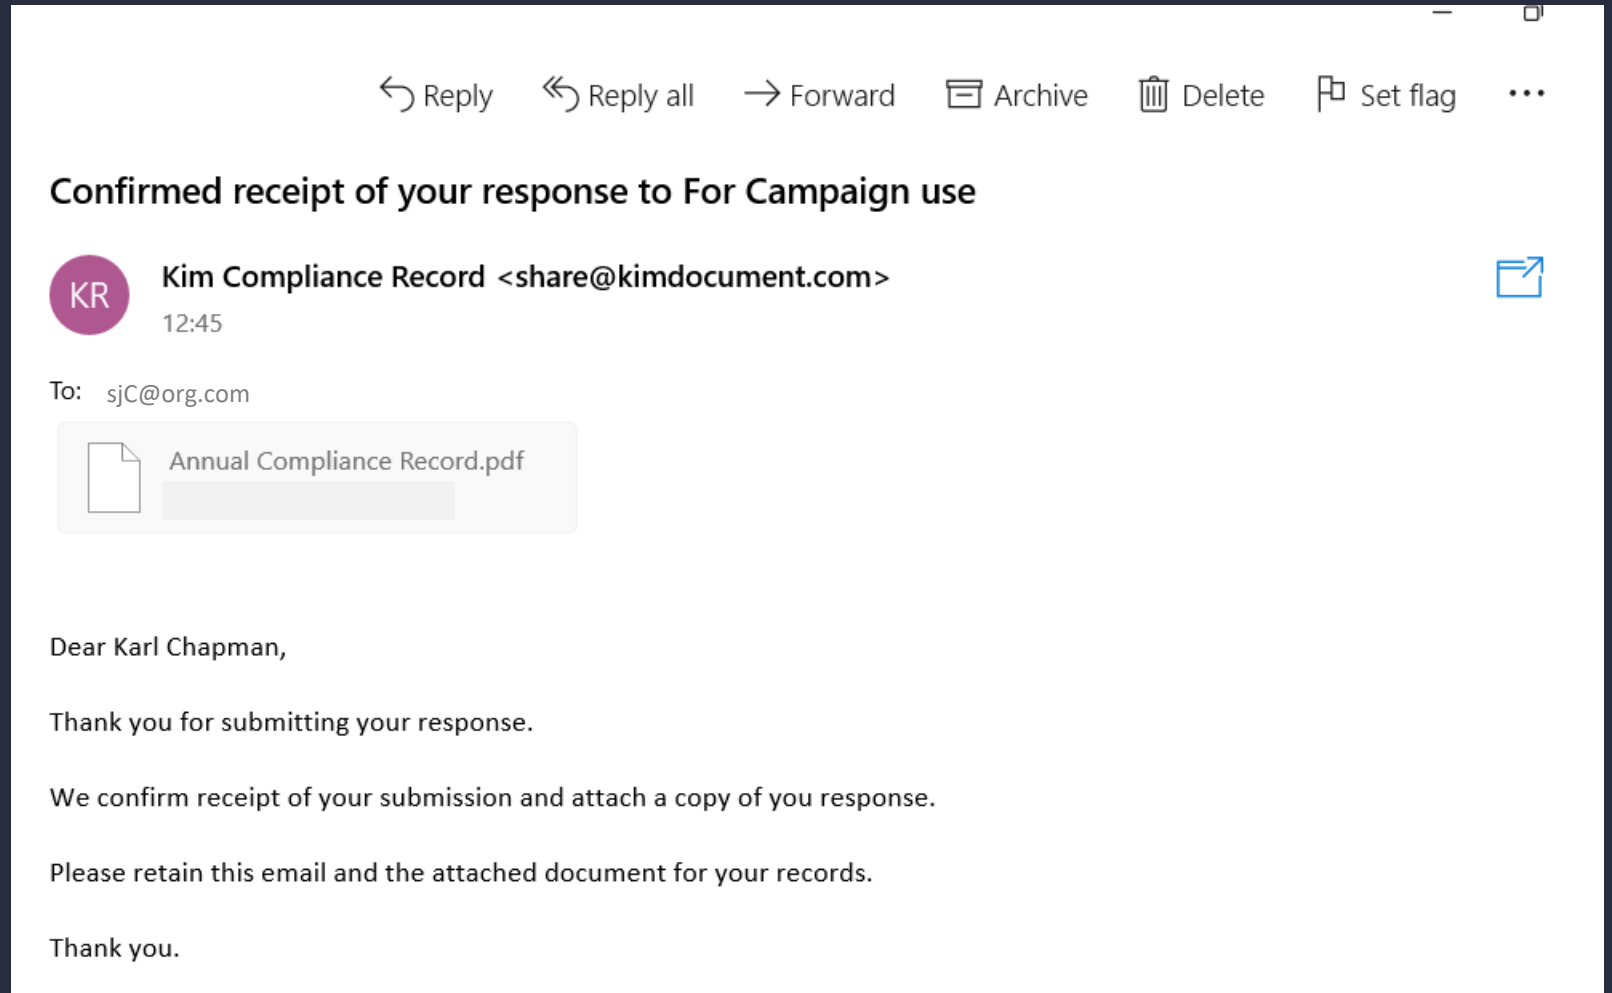 Reply Reply all Forward Archive Delete Set flag ...
Confirmed receipt of your response to For Campaign use
KR
Kim Compliance Record <share@kimdocument.com>
12:45
To: sjC@org.com
Annual Compliance Record.pdf
Dear Karl Chapman,
Thank you for submitting your response.
We confirm receipt of your submission and attach a copy of you response.
Please retain this email and the attached document for your records.
Thank you.